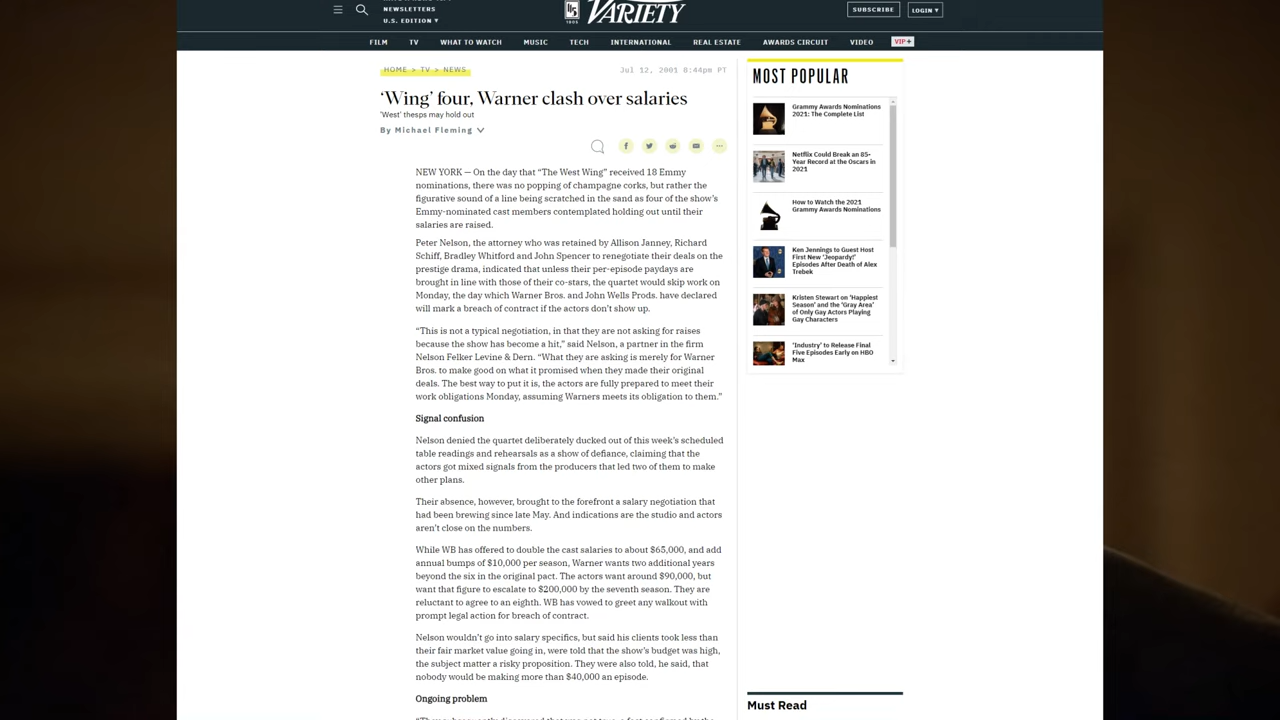 NEWSLETTERS
U.S. EDITION
1905
VARIETY
SUBSCRIBE
LOGIN
FILM TV WHAT TO WATCH MUSIC TECH INTERNATIONAL REAL ESTATE AWARDS CIRCUIT VIDEO VIP+
HOME > TV > NEWS
Jul 12, 2001 8:44pm PT
‘Wing’ four, Warner clash over salaries
‘West’ thesps may hold out
By Michael Fleming
NEW YORK — On the day that “The West Wing” received 18 Emmy
nominations, there was no popping of champagne corks, but rather the
figurative sound of a line being scratched in the sand as four of the show’s
Emmy-nominated cast members contemplated holding out until their
salaries are raised.
Peter Nelson, the attorney who was retained by Allison Janney, Richard
Schiff, Bradley Whitford and John Spencer to renegotiate their deals on the
prestige drama, indicated that unless their per-episode paydays are
brought in line with those of their co-stars, the quartet would skip work on
Monday, the day which Warner Bros. and John Wells Prods. have declared
will mark a breach of contract if the actors don’t show up.
“This is not a typical negotiation, in that they are not asking for raises
because the show has become a hit,” said Nelson, a partner in the firm
Nelson Felker Levine & Dern. “What they are asking is merely for Warner
Bros. to make good on what it promised when they made their original
deals. The best way to put it is, the actors are fully prepared to meet their
work obligations Monday, assuming Warners meets its obligation to them.”
Signal confusion
Nelson denied the quartet deliberately ducked out of this week’s scheduled
table readings and rehearsals as a show of defiance, claiming that the
actors got mixed signals from the producers that led two of them to make
other plans.
Their absence, however, brought to the forefront a salary negotiation that
had been brewing since late May. And indications are the studio and actors
aren’t close on the numbers.
While WB has offered to double the cast salaries to about $65,000, and add
annual bumps of $10,000 per season, Warner wants two additional years
beyond the six in the original pact. The actors want around $90,000, but
want that figure to escalate to $200,000 by the seventh season. They are
reluctant to agree to an eighth. WB has vowed to greet any walkout with
prompt legal action for breach of contract.
Nelson wouldn’t go into salary specifics, but said his clients took less than
their fair market value going in, were told that the show’s budget was high,
the subject matter a risky proposition. They were also told, he said, that
nobody would be making more than $40,000 an episode.
Ongoing problem
MOST POPULAR
Grammy Awards Nominations
2021: The Complete List
Netflix Could Break an 85-
Year Record at the Oscars in
2021
How to Watch the 2021
Grammy Awards Nominations
Ken Jennings to Guest Host
First New ‘Jeopardy!’
Episodes After Death of Alex
Trebek
Kristen Stewart on ‘Happiest
Season’ and the ‘Gray Area’
of Only Gay Actors Playing
Gay Characters
‘Industry’ to Release Final
Five Episodes Early on HBO
Max
Must Read